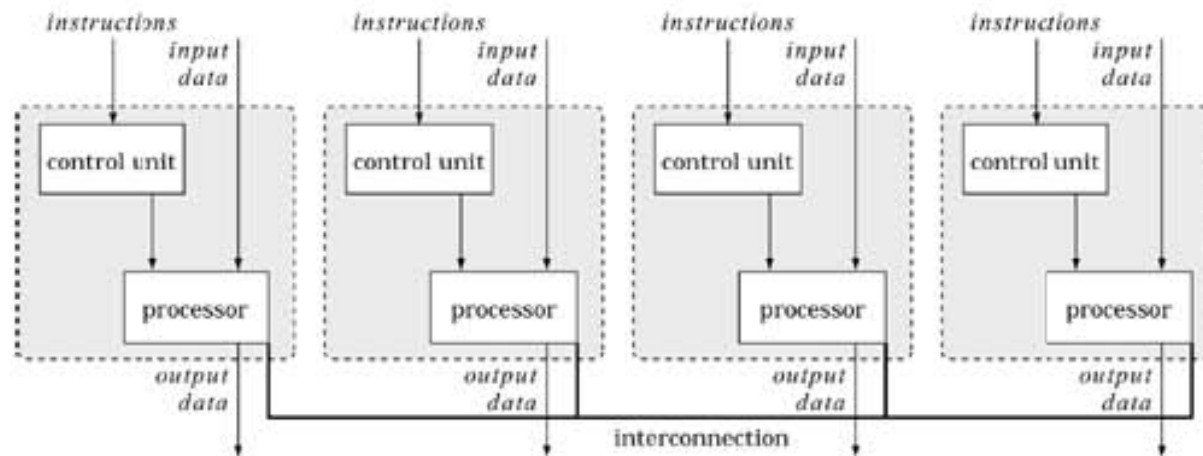 instructions
input
data
instructions
input
data
instructions
input
data
instructions
input
data
control unit
control unit
control unit
control unit
processor
processor
processor
processor
output
data
output
data
output
data
output
data
interconnection